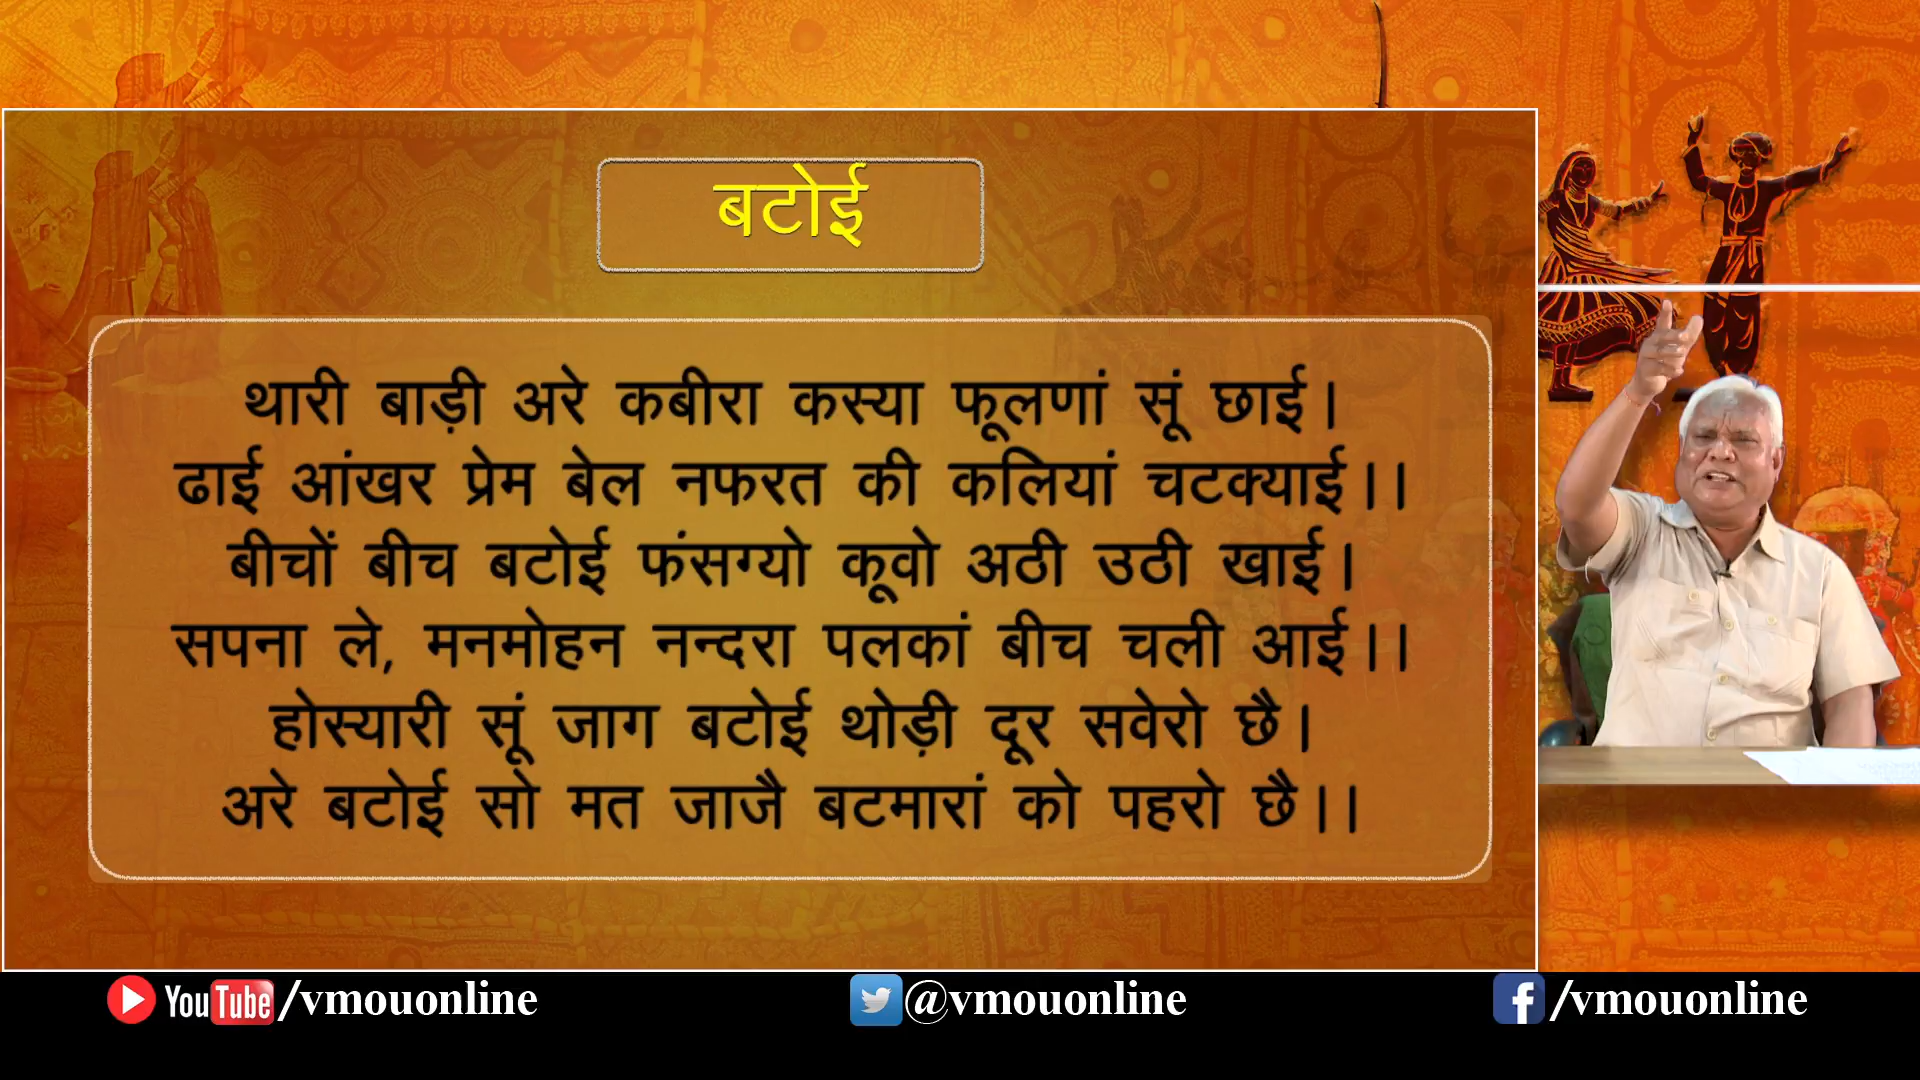 बटोई
थारी बाड़ी अरे कबीरा कस्या फूलणां सूं छाई।
ढाई आंखर प्रेम बेल नफरत की कलियां चटक्याई।।
बीचों बीच बटोई फंसग्यो कूवो अठी उठी खाई।
सपना ले, मनमोहन नन्दरा पलकां बीच चली आई।।
होस्यारी सूं जाग बटोई थोड़ी दूर सवेरो छै।
अरे बटोई सो मत जाजै बटमारां को पहरो छै।।
YouTube /vmouonline
@vmouonline
f /vmouonline